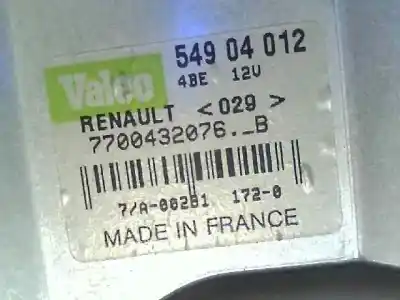 Valeo
549 04 012
4BE 12V
RENAULT <029>
7700432076._B
7/A-08281 172-0
MADE IN FRANCE